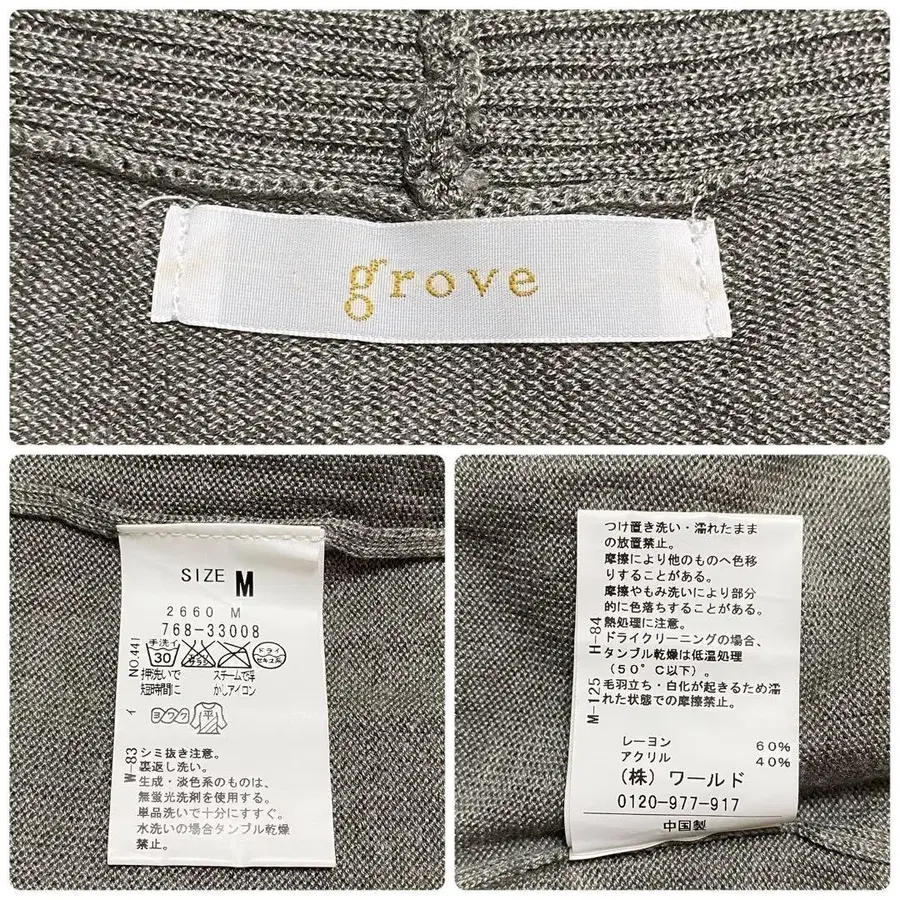 grove
SIZE M
2660 M
768-33008
手洗イ
30
エンソサラシ
ドライ
セキユ系
押洗いで
短時間に
スチームで浮
かしアイロン
ヨワク
平
NO.441
イ
W-83
シミ抜き注意。
裏返し洗い。
生成・淡色系のものは、
無蛍光洗剤を使用する。
単品洗いで十分にすすぐ。
水洗いの場合タンブル乾燥
禁止。
つけ置き洗い・濡れたまま
の放置禁止。
摩擦により他のものへ色移
りすることがある。
摩擦やもみ洗いにより部分
的に色落ちすることがある。
熱処理に注意。
ドライクリーニングの場合、
タンブル乾燥は低温処理
（50°C以下）。
毛羽立ち・白化が起きるため濡
れた状態での摩擦禁止。
H-84
M-125
レーヨン 60%
アクリル 40%
（株）ワールド
0120-977-917
中国製